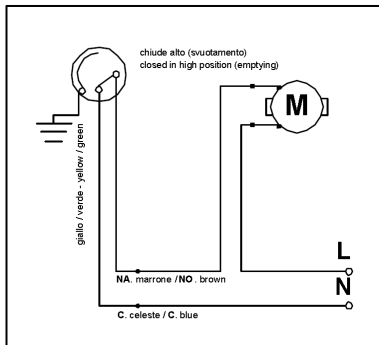 chiude alto (svuotamento)
closed in high position (emptying)
M
giallo / verde - yellow / green
L
NA. marrone / NO. brown
N
C. celeste / C. blue